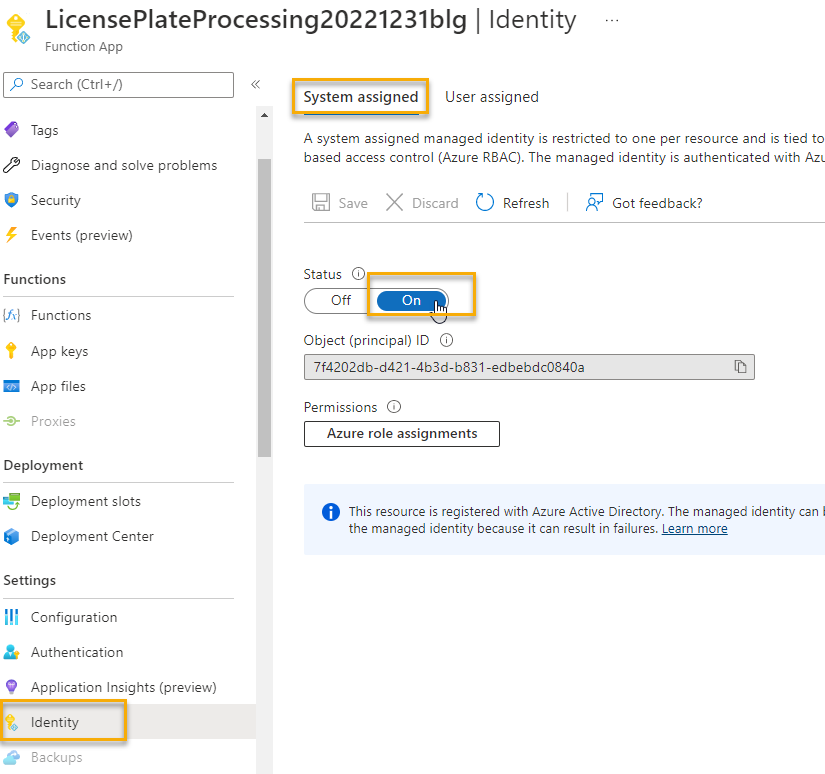 LicensePlateProcessing20221231blg | Identity ...
Function App
Search (Ctrl+/)
«
Tags
Diagnose and solve problems
Security
Events (preview)
Functions
Functions
App keys
App files
Proxies
Deployment
Deployment slots
Deployment Center
Settings
Configuration
Authentication
Application Insights (preview)
Identity
Backups
System assigned User assigned
A system assigned managed identity is restricted to one per resource and is tied to
based access control (Azure RBAC). The managed identity is authenticated with Azu
Save Discard Refresh Got feedback?
Status
Off On
Object (principal) ID
7f4202db-d421-4b3d-b831-edbebdc0840a
Permissions
Azure role assignments
This resource is registered with Azure Active Directory. The managed identity can b
the managed identity because it can result in failures. Learn more